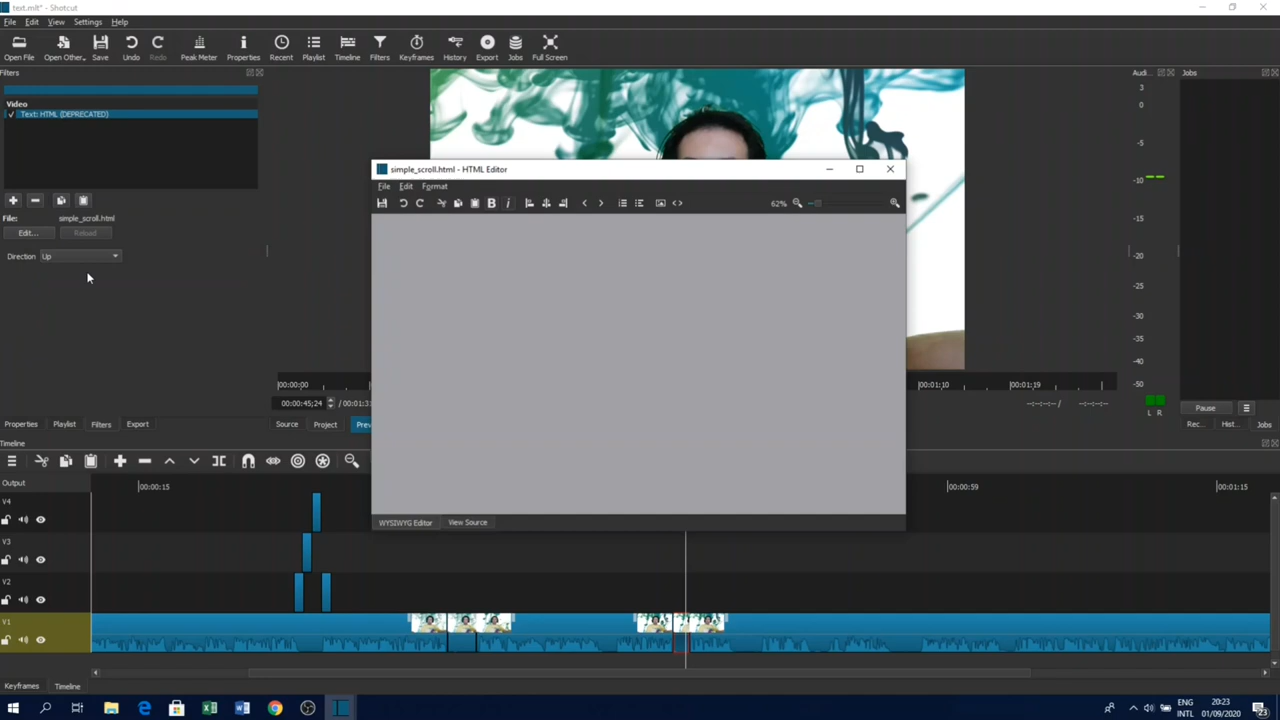 text.mlt* - Shotcut
File Edit View Settings Help
Open File Open Other.. Save Undo Redo Peak Meter Properties Recent Playlist Timeline Filters Keyframes History Export Jobs Full Screen
Filters
Audi...
Jobs
Video
✓ Text: HTML (DEPRECATED)
File: simple_scroll.html
Edit... Reload
Direction Up
simple_scroll.html - HTML Editor
File Edit Format
B i 62%
WYSIWYG Editor View Source
3
0
-5
-10
-15
-20
-25
-30
-35
-40
-50
L R
|00:00:00 |00:01:10 |00:01:19
00:00:45;24 / 00:01:3
--:--:--:-- / --:--:--:--
Pause
Properties Playlist Filters Export Source Project Prev
Rec... Hist... Jobs
Timeline
Output
|00:00:15 |00:00:59 |00:01:15
V4
V3
V2
V1
Keyframes Timeline
ENG
INTL
20:23
01/09/2020
23